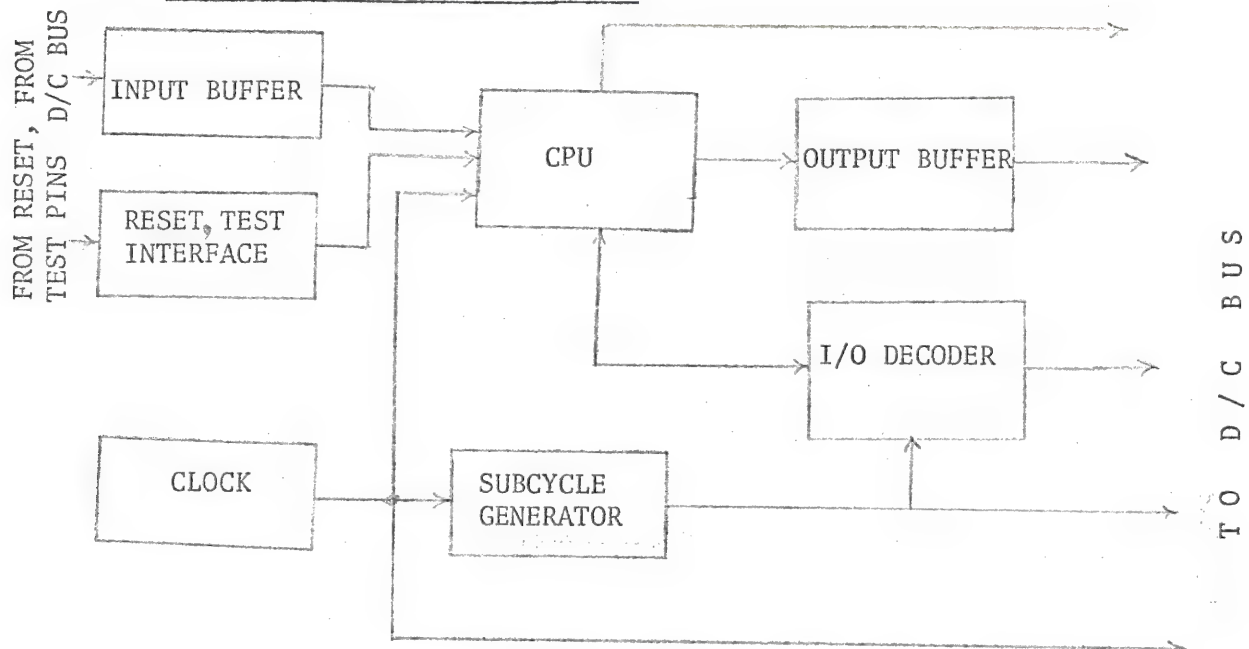 FROM RESET, FROM
TEST PINS D/C BUS
INPUT BUFFER
CPU
OUTPUT BUFFER
RESET, TEST
INTERFACE
I/O DECODER
CLOCK
SUBCYCLE
GENERATOR
TO D/C BUS